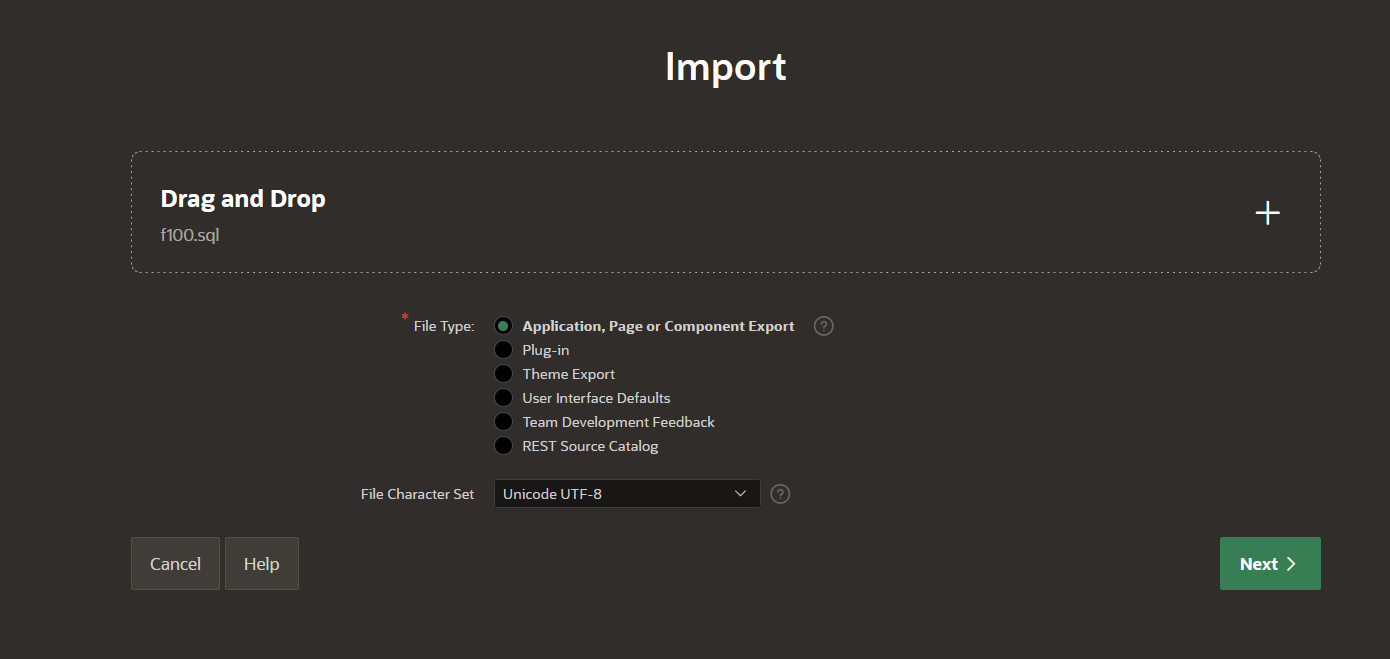 Import
Drag and Drop
f100.sql
* File Type:
Application, Page or Component Export ?
Plug-in
Theme Export
User Interface Defaults
Team Development Feedback
REST Source Catalog
File Character Set Unicode UTF-8 ?
Cancel Help Next